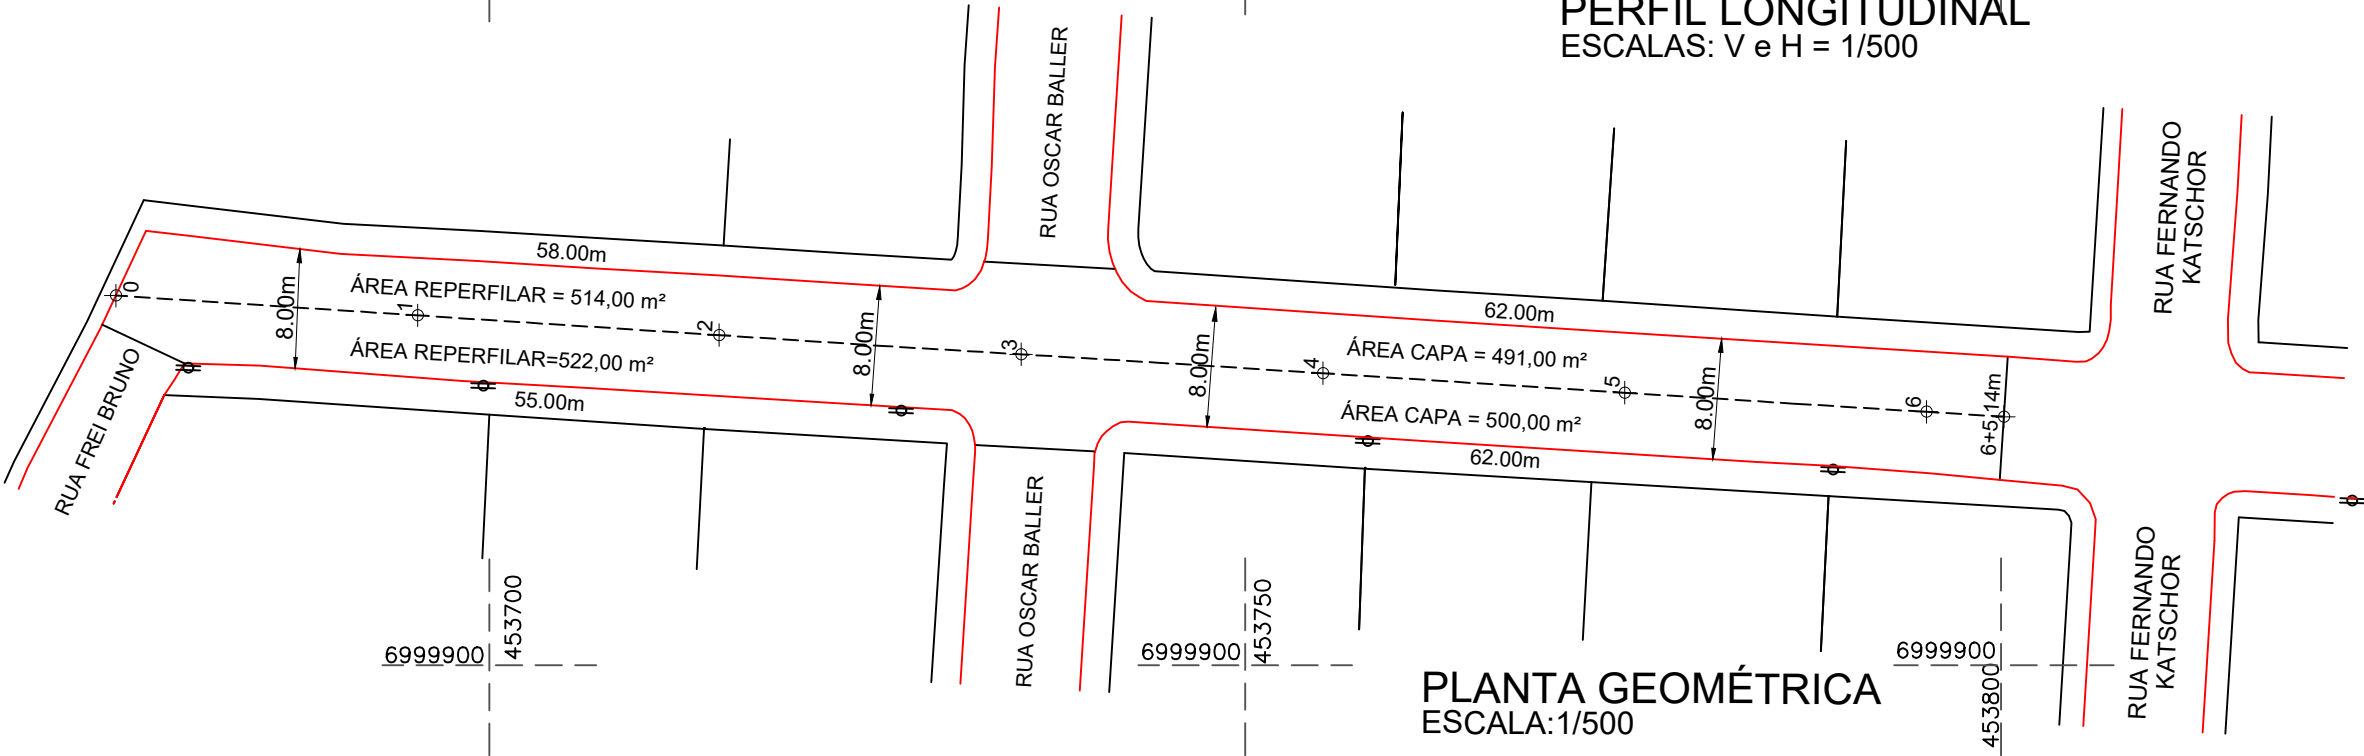 PERFIL LONGITUDINAL
ESCALAS: V e H = 1/500
RUA OSCAR BALLER
RUA FERNANDO
KATSCHOR
58.00m
0
8.00m
ÁREA REPERFILAR = 514,00 m²
1
2
8.00m
3
62.00m
8.00m
4
ÁREA CAPA = 491,00 m²
5
8.00m
6
6+5,14m
ÁREA REPERFILAR=522,00 m²
55.00m
ÁREA CAPA = 500,00 m²
62.00m
RUA FREI BRUNO
RUA OSCAR BALLER
RUA FERNANDO
KATSCHOR
6999900
453700
6999900
453750
6999900
453800
PLANTA GEOMÉTRICA
ESCALA:1/500